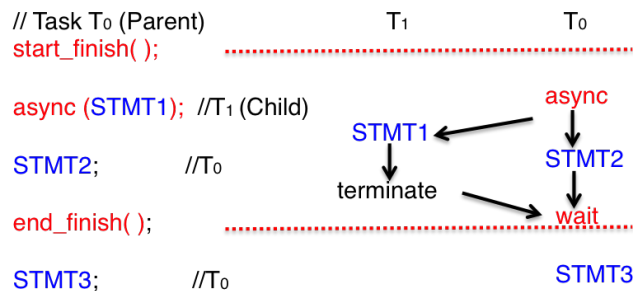 // Task T₀ (Parent) T₁ T₀
start_finish( );
async (STMT1); //T₁ (Child) async
STMT1
STMT2; //T₀ STMT2
terminate
end_finish( ); wait
STMT3; //T₀ STMT3